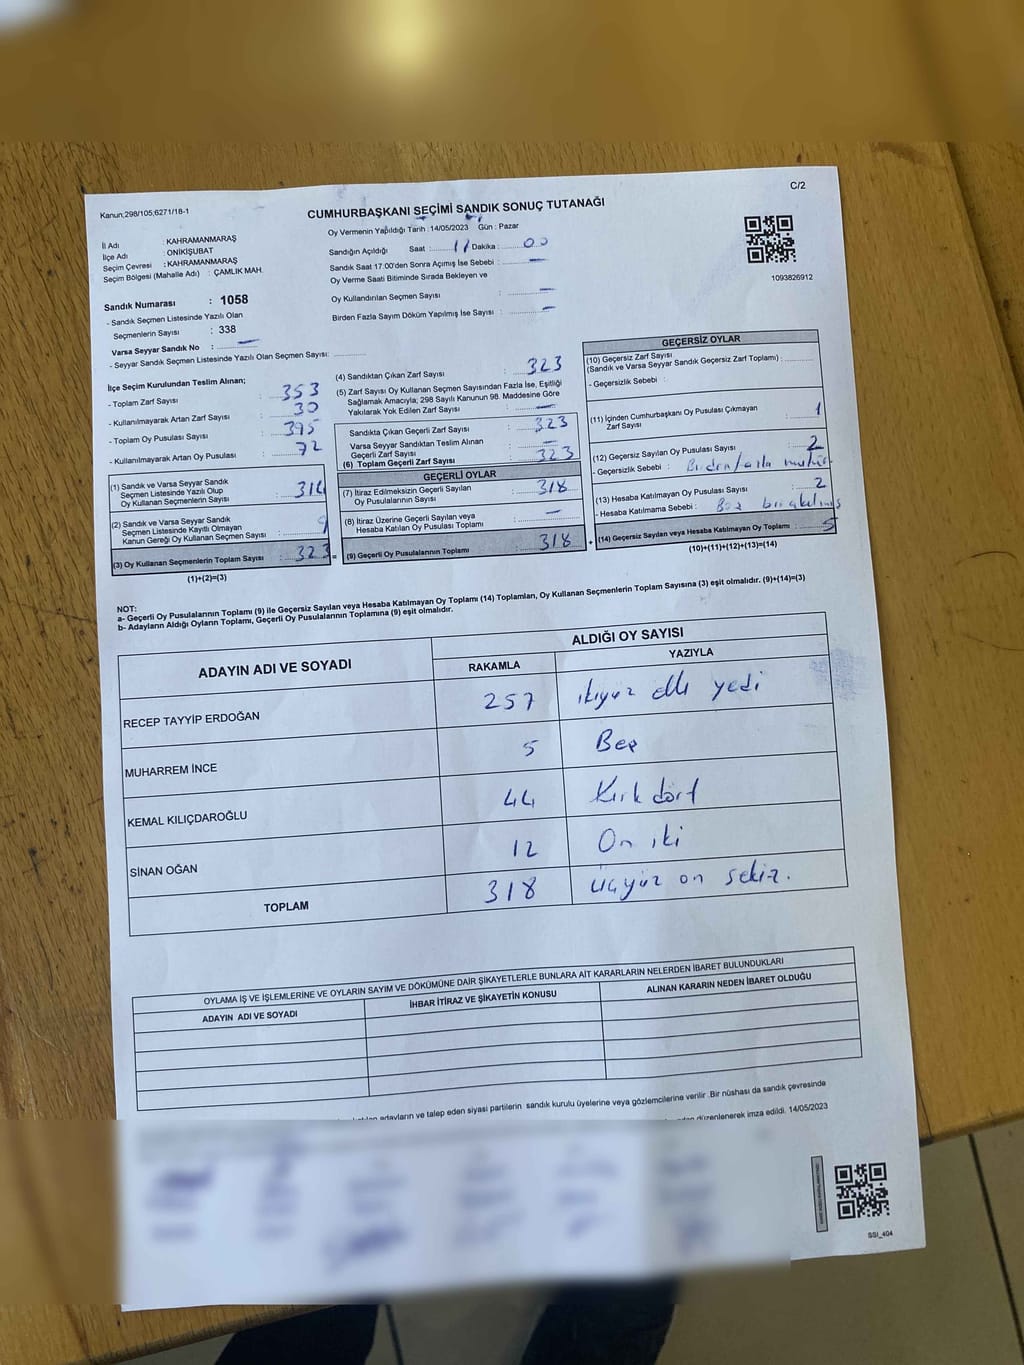 C/2
Kanun,298/105;6271/18-1
CUMHURBAŞKANI SEÇİMİ SANDIK SONUÇ TUTANAĞI
Oy Vermenin Yapıldığı Tarih :14/05/2023 Gün : Pazar
İl Adı : KAHRAMANMARAŞ
İlçe Adı : ONİKİŞUBAT
Seçim Çevresi : KAHRAMANMARAŞ
Seçim Bölgesi (Mahalle Adı) : ÇAMLIK MAH.
Sandık Numarası : 1058
- Sandık Seçmen Listesinde Yazılı Olan
Seçmenlerin Sayısı : 338
Varsa Seyyar Sandık No : —
- Seyyar Sandık Seçmen Listesinde Yazılı Olan Seçmen Sayısı:
Sandığın Açıldığı Saat : 11 Dakika : 00
Sandık Saat 17:00'den Sonra Açımış İse Sebebi : —
Oy Verme Saati Bitiminde Sırada Bekleyen ve
Oy Kullandırılan Seçmen Sayısı : —
Birden Fazla Sayım Döküm Yapılmış İse Sayısı : —
1093826912
İlçe Seçim Kurulundan Teslim Alınan;
- Toplam Zarf Sayısı : 353
- Kullanılmayarak Artan Zarf Sayısı : 30
- Toplam Oy Pusulası Sayısı : 395
- Kullanılmayarak Artan Oy Pusulası : 72
(1) Sandık ve Varsa Seyyar Sandık
Seçmen Listesinde Yazılı Olup
Oy Kullanan Seçmenlerin Sayısı : 314
(2) Sandık ve Varsa Seyyar Sandık
Seçmen Listesinde Kayıtlı Olmayan
Kanun Gereği Oy Kullanan Seçmen Sayısı : 9
(3) Oy Kullanan Seçmenlerin Toplam Sayısı : 323
(1)+(2)=(3)
(4) Sandıktan Çıkan Zarf Sayısı : 323
(5) Zarf Sayısı Oy Kullanan Seçmen Sayısından Fazla İse, Eşitliği
Sağlamak Amacıyla; 298 Sayılı Kanunun 98. Maddesine Göre
Yakılarak Yok Edilen Zarf Sayısı : —
Sandıkta Çıkan Geçerli Zarf Sayısı : 323
Varsa Seyyar Sandıktan Teslim Alınan
Geçerli Zarf Sayısı : —
(6) Toplam Geçerli Zarf Sayısı : 323
GEÇERLİ OYLAR
(7) İtiraz Edilmeksizin Geçerli Sayılan
Oy Pusulalarının Sayısı : 318
(8) İtiraz Üzerine Geçerli Sayılan veya
Hesaba Katılan Oy Pusulası Toplamı : —
= (9) Geçerli Oy Pusulalarının Toplamı : 318
GEÇERSİZ OYLAR
(10) Geçersiz Zarf Sayısı
(Sandık ve Varsa Seyyar Sandık Geçersiz Zarf Toplamı) :
- Geçersizlik Sebebi :
(11) İçinden Cumhurbaşkanı Oy Pusulası Çıkmayan
Zarf Sayısı : 1
(12) Geçersiz Sayılan Oy Pusulası Sayısı : 2
- Geçersizlik Sebebi : Birden fazla mühür
(13) Hesaba Katılmayan Oy Pusulası Sayısı : 2
- Hesaba Katılmama Sebebi : Boş bırakılmış
+ (14) Geçersiz Sayılan veya Hesaba Katılmayan Oy Toplamı : 5
(10)+(11)+(12)+(13)=(14)
NOT:
a- Geçerli Oy Pusulalarının Toplamı (9) ile Geçersiz Sayılan veya Hesaba Katılmayan Oy Toplamı (14) Toplamları, Oy Kullanan Seçmenlerin Toplam Sayısına (3) eşit olmalıdır. (9)+(14)=(3)
b- Adayların Aldığı Oyların Toplamı, Geçerli Oy Pusulalarının Toplamına (9) eşit olmalıdır.
ADAYIN ADI VE SOYADI ALDIĞI OY SAYISI
RAKAMLA YAZIYLA
RECEP TAYYİP ERDOĞAN 257 ikiyüz elli yedi
MUHARREM İNCE 5 Beş
KEMAL KILIÇDAROĞLU 44 Kırk dört
SİNAN OĞAN 12 On iki
TOPLAM 318 üçyüz on sekiz.
OYLAMA İŞ VE İŞLEMLERİNE VE OYLARIN SAYIM VE DÖKÜMÜNE DAİR ŞİKAYETLERLE BUNLARA AİT KARARLARIN NELERDEN İBARET BULUNDUKLARI
ADAYIN ADI VE SOYADI İHBAR İTİRAZ VE ŞİKAYETİN KONUSU ALINAN KARARIN NEDEN İBARET OLDUĞU
adayların ve talep eden siyasi partilerin sandık kurulu üyelerine veya gözlemcilerine verilir .Bir nüshası da sandık çevresinde
düzenlenerek imza edildi. 14/05/2023
SSİ_404